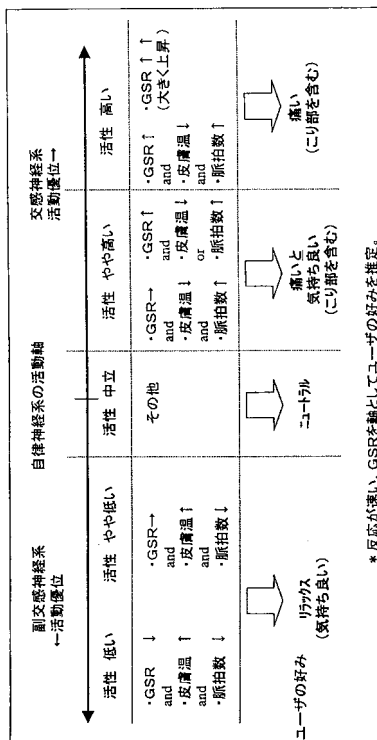 自律神経系の活動軸
副交感神経系
←活動優位
交感神経系
活動優位→
活性 低い
活性 やや低い
活性 中立
活性 やや高い
活性 高い
・GSR ↓
and
・皮膚温 ↑
and
・脈拍数 ↓
・GSR→
and
・皮膚温 ↑
and
・脈拍数 ↓
その他
・GSR→
and
・皮膚温 ↓
and
・脈拍数 ↑
・GSR ↑
and
・皮膚温 ↓
or
・脈拍数 ↑
・GSR ↑
and
・皮膚温 ↓
and
・脈拍数 ↑
・GSR ↑ ↑
(大きく上昇)
ユーザの好み
リラックス
(気持ち良い)
ニュートラル
痛いと
気持ち良い
(こり部を含む)
痛い
(こり部を含む)
*反応が速い、GSRを軸としてユーザの好みを推定。